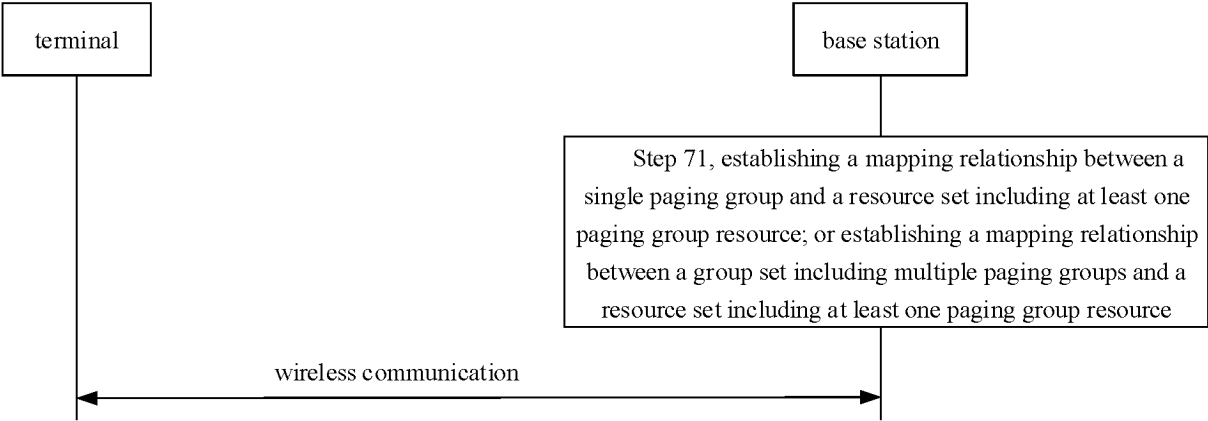 terminal
base station
Step 71, establishing a mapping relationship between a
single paging group and a resource set including at least one
paging group resource; or establishing a mapping relationship
between a group set including multiple paging groups and a
resource set including at least one paging group resource
wireless communication